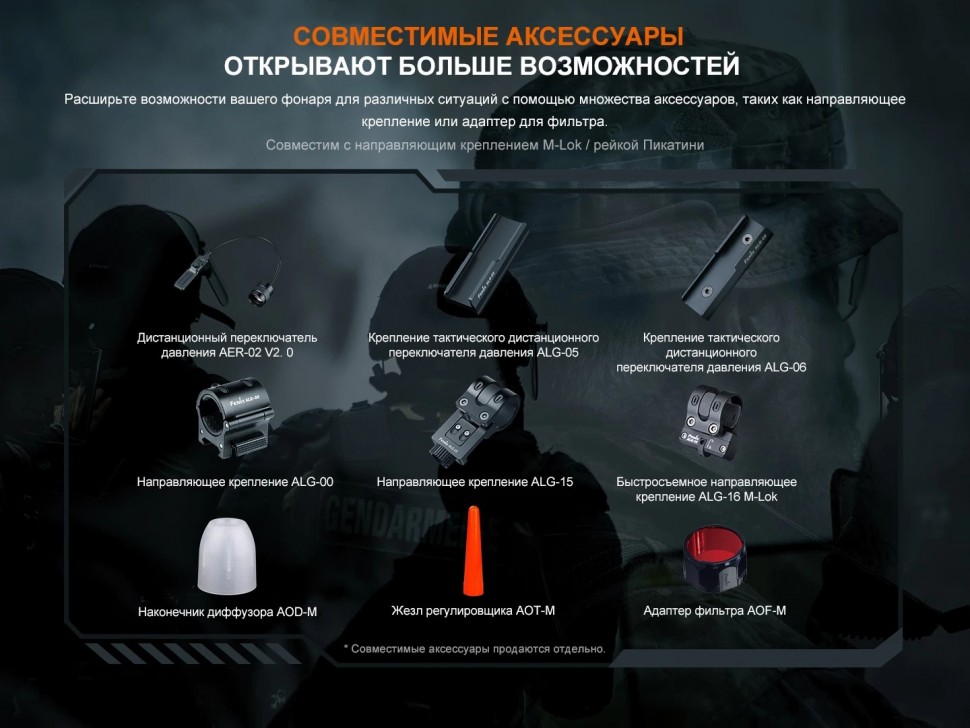 СОВМЕСТИМЫЕ АКСЕССУАРЫ
ОТКРЫВАЮТ БОЛЬШЕ ВОЗМОЖНОСТЕЙ
Расширьте возможности вашего фонаря для различных ситуаций с помощью множества аксессуаров, таких как направляющее
крепление или адаптер для фильтра.
Совместим с направляющим креплением M-Lok / рейкой Пикатини
Дистанционный переключатель
давления AER-02 V2. 0
Крепление тактического дистанционного
переключателя давления ALG-05
Крепление тактического
дистанционного
переключателя давления ALG-06
Fenix ALG-00
Направляющее крепление ALG-00
Направляющее крепление ALG-15
Быстросъемное направляющее
крепление ALG-16 M-Lok
GENDARME
Наконечник диффузора AOD-M
Жезл регулировщика AOT-M
Адаптер фильтра AOF-M
* Совместимые аксессуары продаются отдельно.